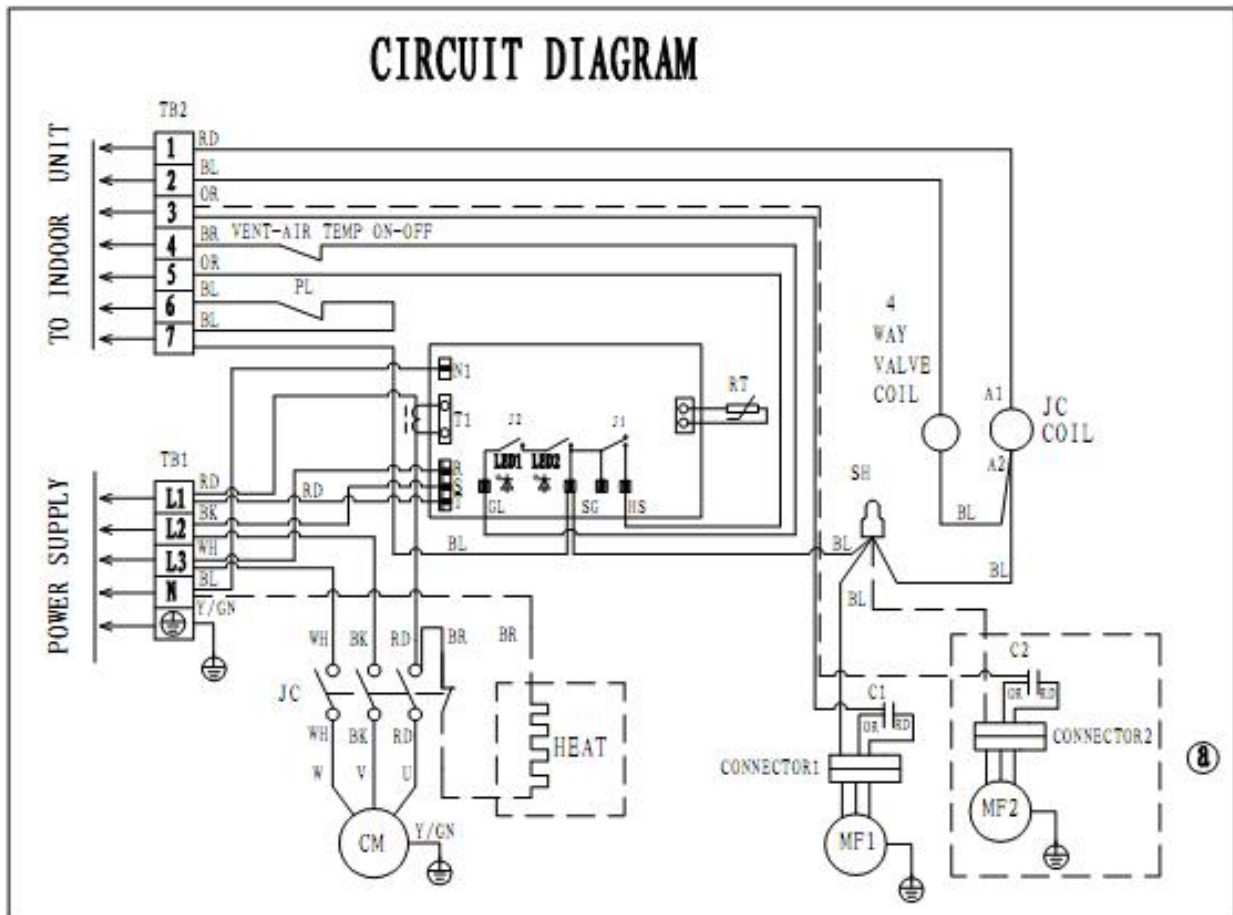 CIRCUIT DIAGRAM
TB2
TO INDOOR UNIT
1
RD
2
BL
3
OR
4
BR VENT-AIR TEMP ON-OFF
5
OR
6
BL
PL
7
BL
N1
T1
RT
J2
J1
LED1
LED2
R
S
T
GL
SG
HS
4
WAY
VALVE
COIL
A1
JC
COIL
A2
SH
BL
BL
BL
BL
BL
TB1
POWER SUPPLY
L1
RD
RD
L2
BK
L3
WH
N
BL
Y/GN
WH
BK
RD
BR
BR
JC
WH
BK
RD
W
V
U
CM
Y/GN
HEAT
C1
OR
RD
CONNECTOR1
MF1
C2
OR
RD
CONNECTOR2
MF2
a